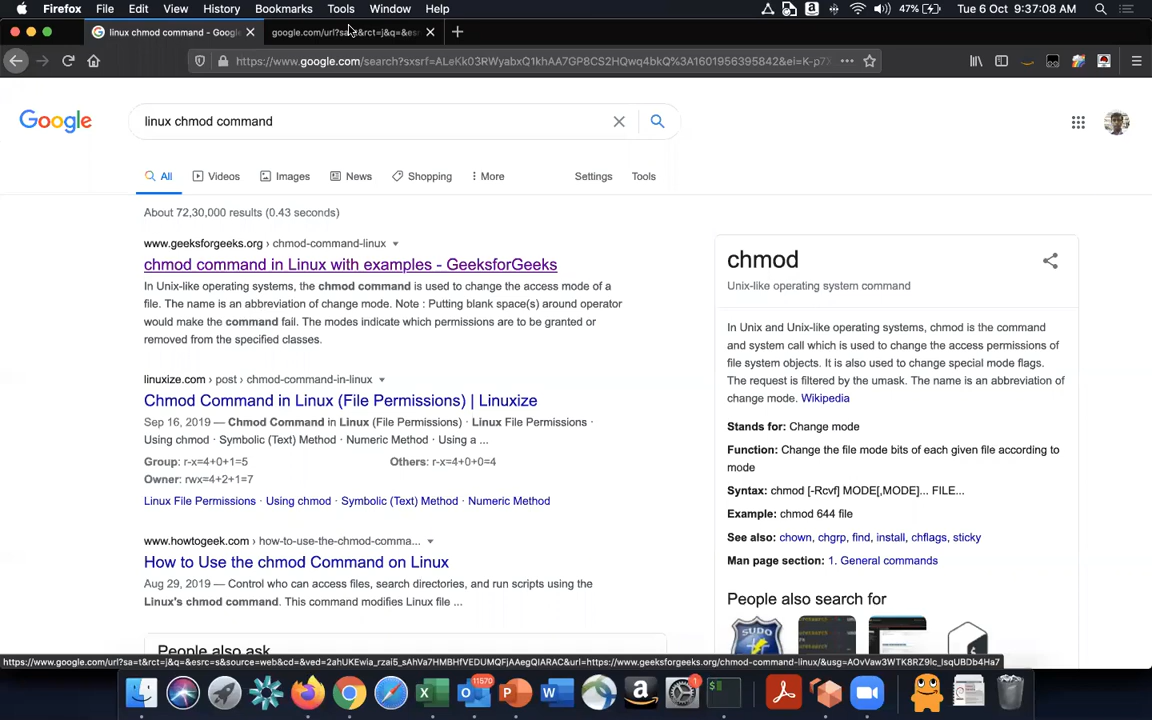 Firefox File Edit View History Bookmarks Tools Window Help
47% Tue 6 Oct 9:37:08 AM
linux chmod command - Googl
google.com/url?sa=t&rct=j&q=&esr
https://www.google.com/search?sxsrf=ALeKk03RWyabxQ1khAA7GP8CS2HQwq4bkQ%3A1601956395842&ei=K-p7X
Google
linux chmod command
All Videos Images News Shopping More Settings Tools
About 72,30,000 results (0.43 seconds)
www.geeksforgeeks.org › chmod-command-linux
chmod command in Linux with examples - GeeksforGeeks
In Unix-like operating systems, the chmod command is used to change the access mode of a
file. The name is an abbreviation of change mode. Note : Putting blank space(s) around operator
would make the command fail. The modes indicate which permissions are to be granted or
removed from the specified classes.
linuxize.com › post › chmod-command-in-linux
Chmod Command in Linux (File Permissions) | Linuxize
Sep 16, 2019 — Chmod Command in Linux (File Permissions) · Linux File Permissions ·
Using chmod · Symbolic (Text) Method · Numeric Method · Using a ...
Group: r-x=4+0+1=5 Others: r-x=4+0+0=4
Owner: rwx=4+2+1=7
Linux File Permissions · Using chmod · Symbolic (Text) Method · Numeric Method
www.howtogeek.com › how-to-use-the-chmod-comma...
How to Use the chmod Command on Linux
Aug 29, 2019 — Control who can access files, search directories, and run scripts using the
Linux's chmod command. This command modifies Linux file ...
People also ask
chmod
Unix-like operating system command
In Unix and Unix-like operating systems, chmod is the command
and system call which is used to change the access permissions of
file system objects. It is also used to change special mode flags.
The request is filtered by the umask. The name is an abbreviation of
change mode. Wikipedia
Stands for: Change mode
Function: Change the file mode bits of each given file according to
mode
Syntax: chmod [-Rcvf] MODE[,MODE]... FILE...
Example: chmod 644 file
See also: chown, chgrp, find, install, chflags, sticky
Man page section: 1. General commands
People also search for
SUDO
11570